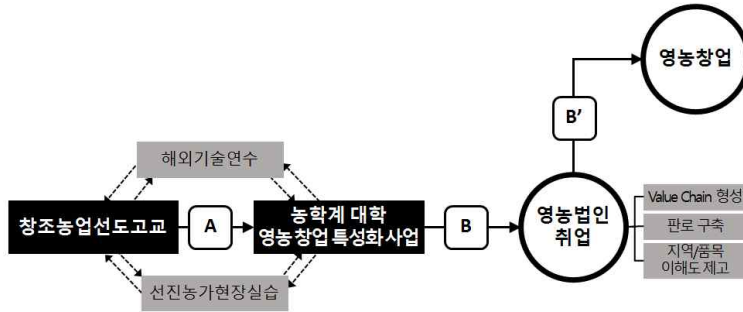 영농창업
B’
해외기술연수
창조농업선도고교
A
농학계 대학
영농 창업 특성화 사업
B
영농법인
취업
Value Chain 형성
판로 구축
지역/품목
이해도 제고
선진농가현장실습